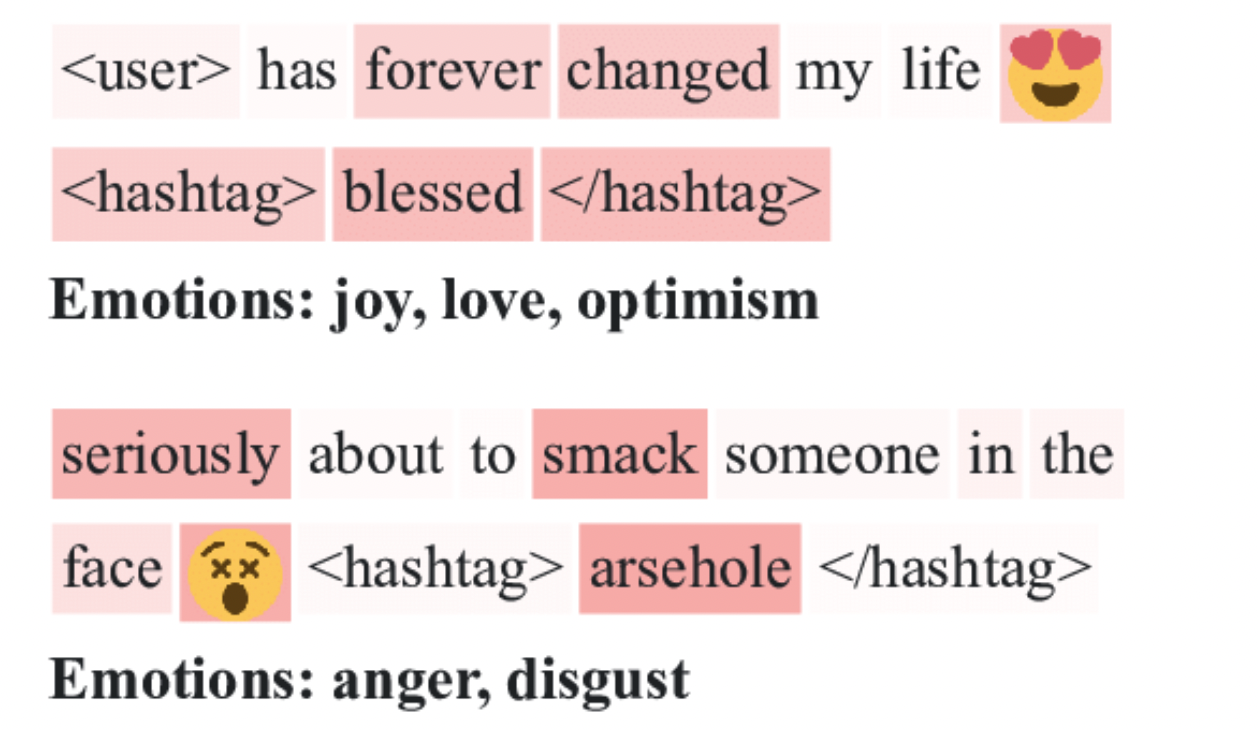 <user> has forever changed my life 😍
<hashtag> blessed </hashtag>
Emotions: joy, love, optimism
seriously about to smack someone in the
face 😵 <hashtag> arsehole </hashtag>
Emotions: anger, disgust